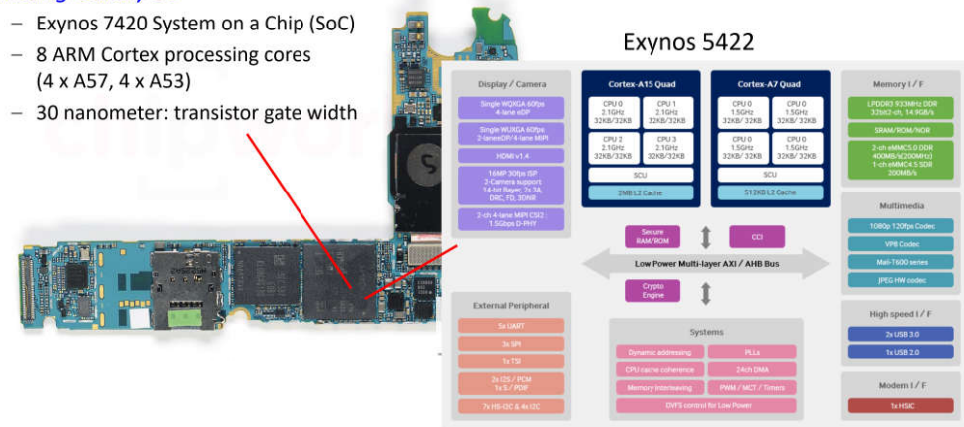 – Exynos 7420 System on a Chip (SoC)
– 8 ARM Cortex processing cores
(4 x A57, 4 x A53)
– 30 nanometer: transistor gate width
Exynos 5422
Display / Camera
Single WQXGA 60fps
4-lane eDP
Single WUXGA 60fps
2-laneeDP/4-lane MIPI
HDMI v1.4
16MP 30fps ISP
2-Camera support
14-bit Bayer, 2x 3A,
DRC, FD, 3DNR
2-ch 4-lane MIPI CSI2 :
1.5Gbps D-PHY
Cortex-A15 Quad
CPU 0
2.1GHz
32KB/32KB
CPU 1
2.1GHz
32KB/32KB
CPU 2
2.1GHz
32KB/32KB
CPU 3
2.1GHz
32KB/32KB
SCU
2MB L2 Cache
Cortex-A7 Quad
CPU 0
1.5GHz
32KB/ 32KB
CPU 0
1.5GHz
32KB/ 32KB
CPU 0
1.5GHz
32KB/ 32KB
CPU 0
1.5GHz
32KB/ 32KB
SCU
512KB L2 Cache
Memory I / F
LPDDR3 933MHz DDR
32bit2-ch, 14.9GB/s
SRAM/ROM/NOR
2-ch eMMC5.0 DDR
400MB/s(200MHz)
1-ch eMMC4.5 SDR
200MB/s
Multimedia
1080p 120fps Codec
VP8 Codec
Mali-T600 series
JPEG HW codec
Secure
RAM/ROM
CCI
Low Power Multi-layer AXI / AHB Bus
Crypto
Engine
External Peripheral
5x UART
3x SPI
1x TSI
2x I2S / PCM
1x S / PDIF
7x HS-I2C & 4x I2C
Systems
Dynamic addressing
PLLs
CPU cache coherence
24ch DMA
Memory Interleaving
PWM / MCT / Timers
DVFS control for Low Power
High speed I / F
2x USB 3.0
1x USB 2.0
Modem I / F
1x HSIC